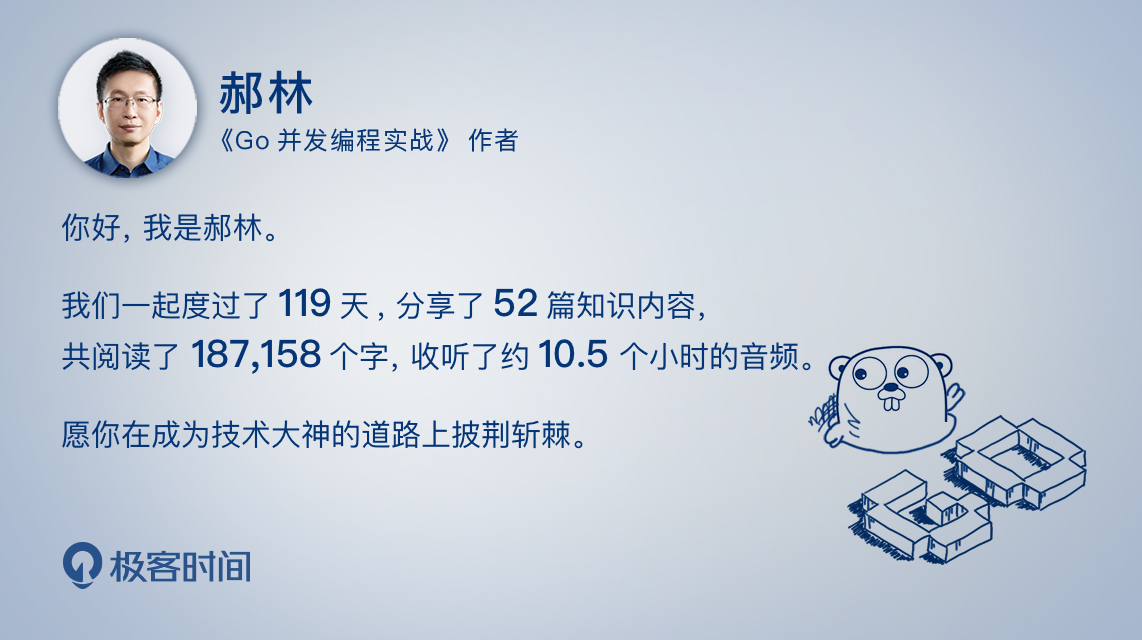 郝林
《Go 并发编程实战》 作者
你好, 我是郝林。
我们一起度过了 119 天 , 分享了 52 篇知识内容,
共阅读了 187,158 个字, 收听了约 10.5 个小时的音频。
愿你在成为技术大神的道路上披荆斩棘。
GO
极客时间